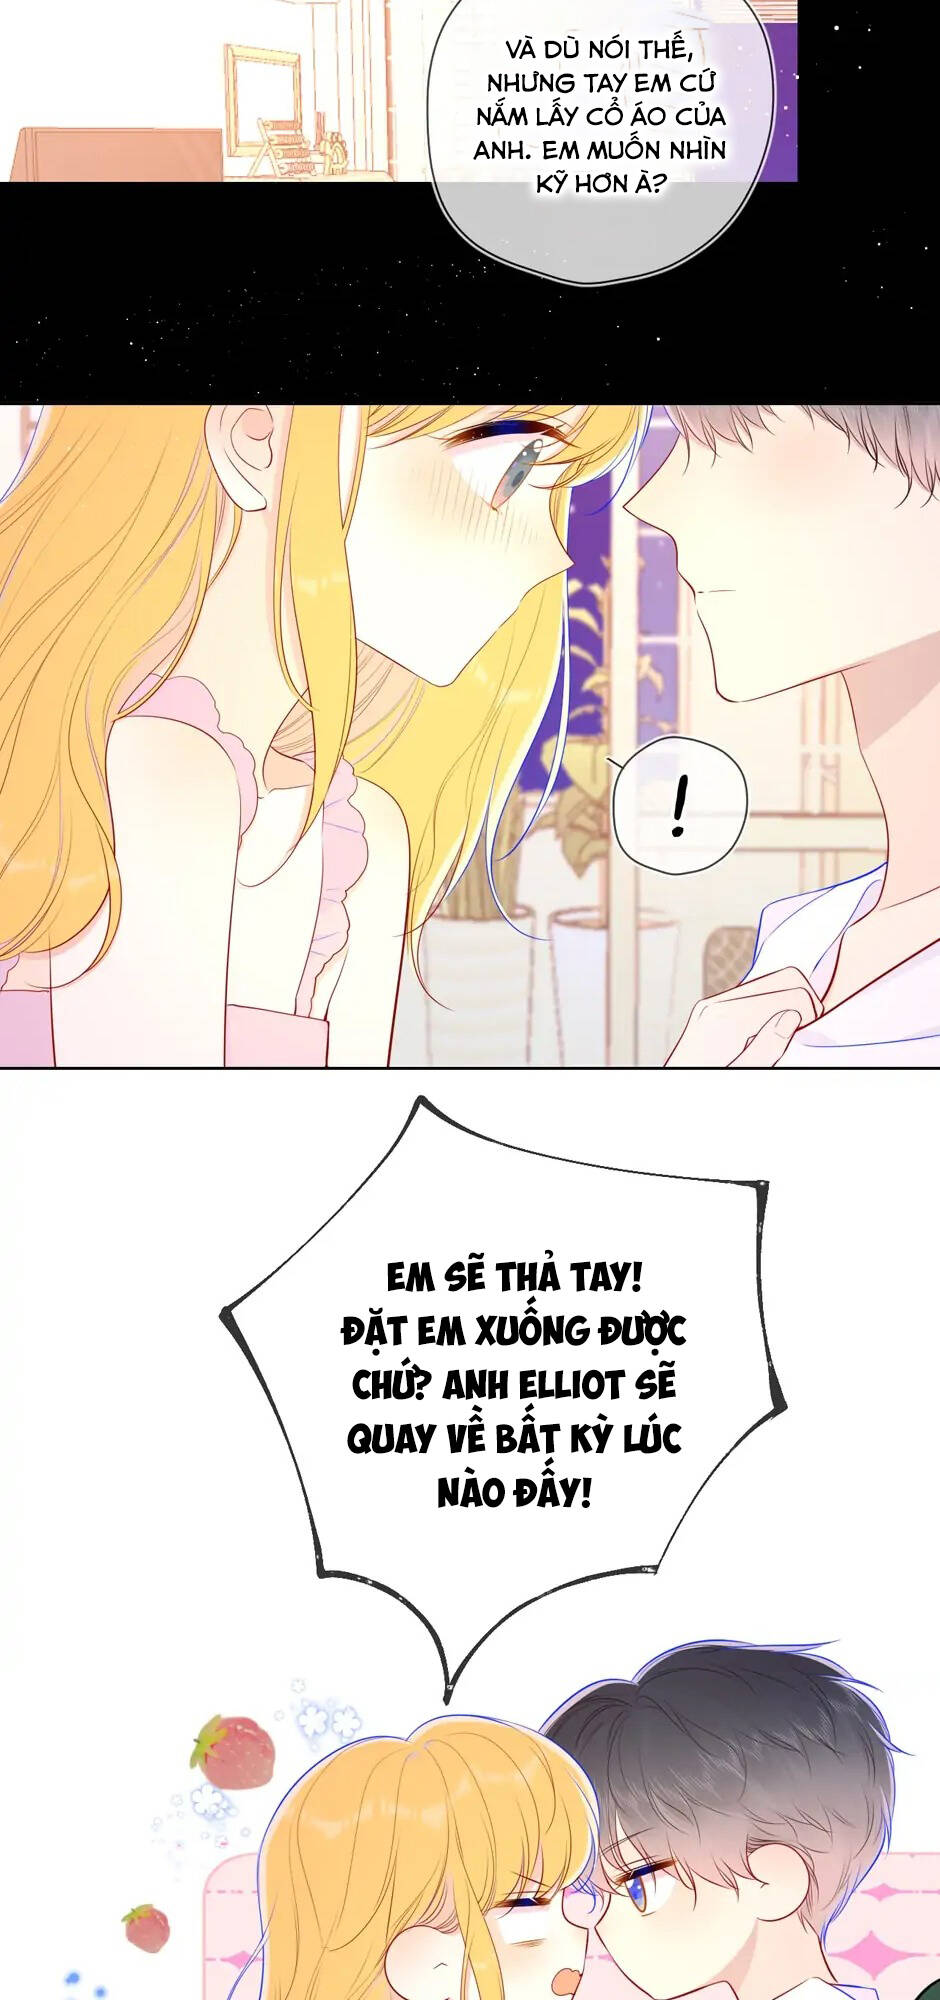 VÀ DÙ NÓI THẾ,
NHƯNG TAY EM CỨ
NẮM LẤY CỔ ÁO CỦA
ANH. EM MUỐN NHÌN
KỸ HƠN À?
!
EM SẼ THẢ TAY!
ĐẶT EM XUỐNG ĐƯỢC
CHỨ? ANH ELLIOT SẼ
QUAY VỀ BẤT KỲ LÚC
NÀO ĐẤY!